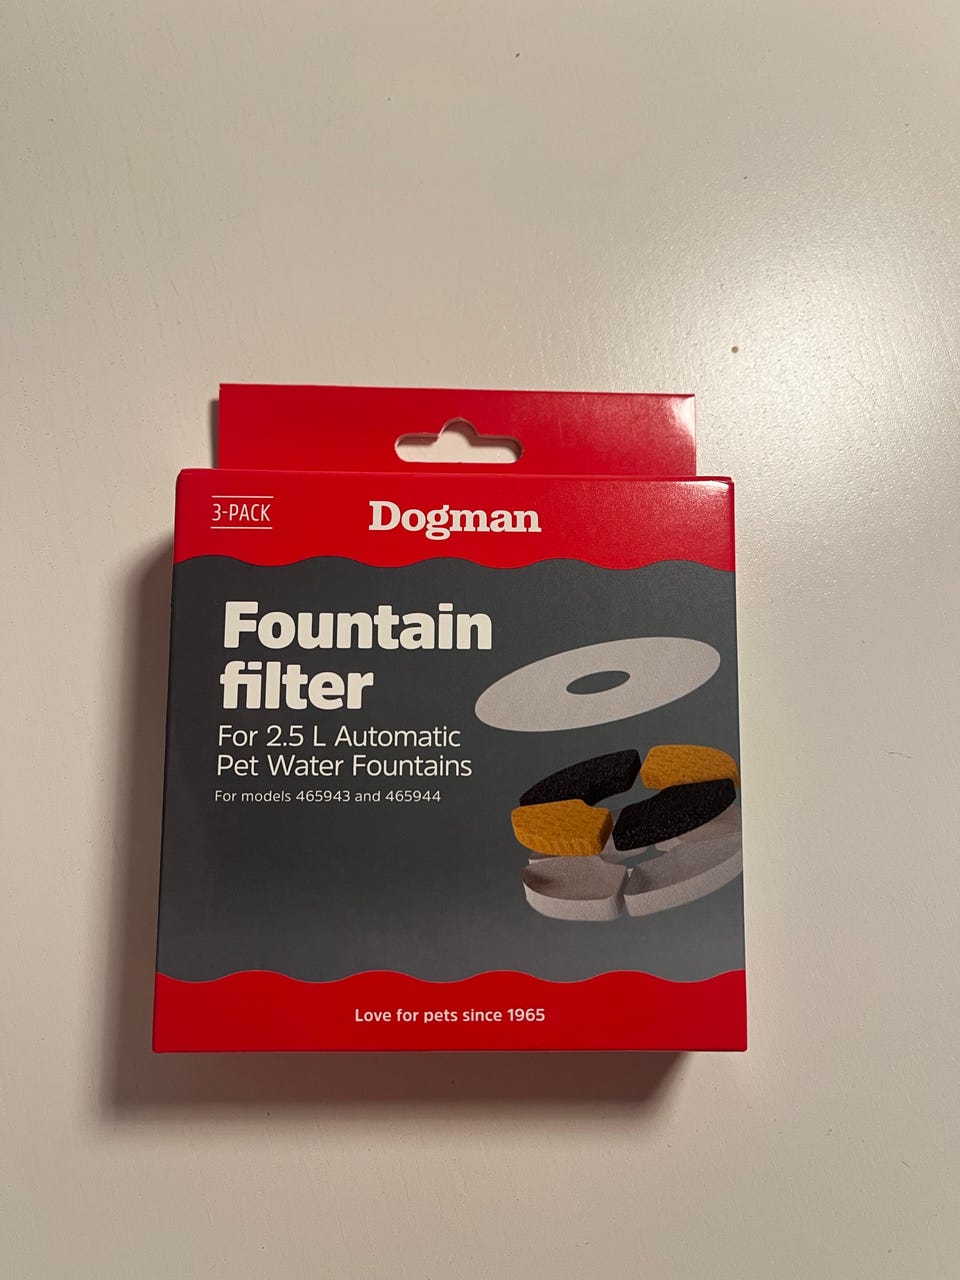 3-PACK
Dogman
Fountain
filter
For 2.5 L Automatic
Pet Water Fountains
For models 465943 and 465944
Love for pets since 1965